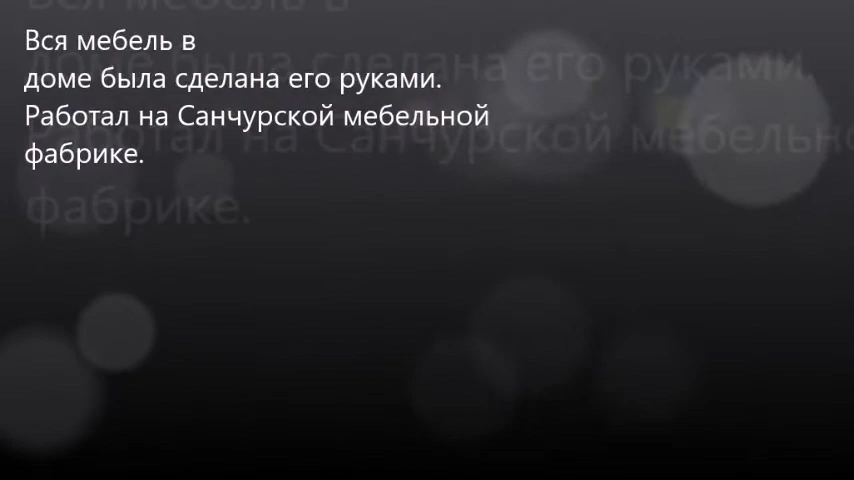 Вся мебель в
доме была сделана его руками.
Работал на Санчурской мебельной
фабрике.